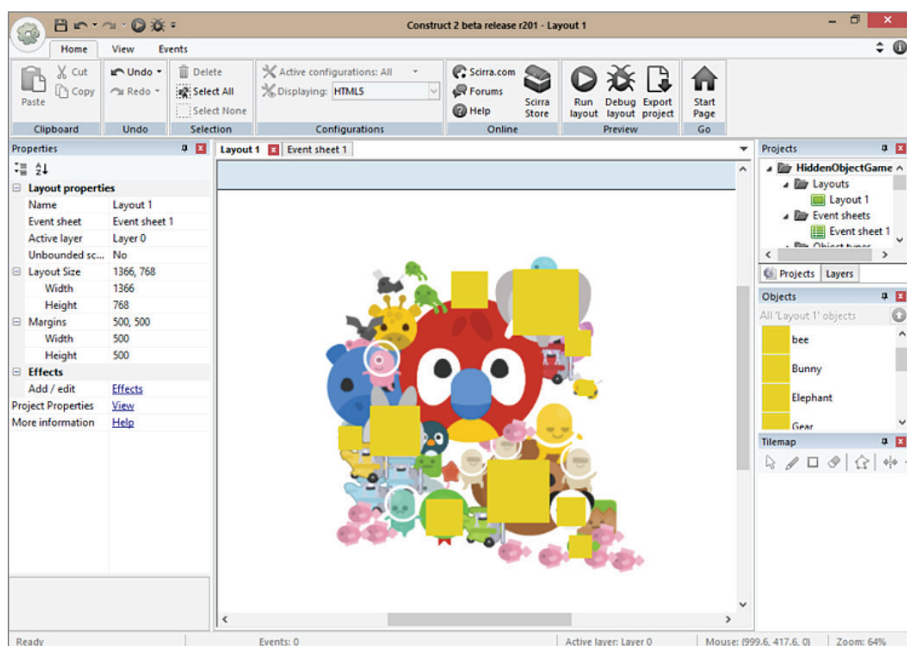 Construct 2 beta release r201 - Layout 1
Home View Events
Paste Cut Copy
Clipboard
Undo Redo
Undo
Delete
Select All
Select None
Selection
Active configurations: All
Displaying: HTML5
Configurations
Scirra.com
Forums
Help
Scirra Store
Online
Run layout Debug layout Export project
Preview
Start Page
Go
Properties
Layout properties
Name Layout 1
Event sheet Event sheet 1
Active layer Layer 0
Unbounded sc... No
Layout Size 1366, 768
Width 1366
Height 768
Margins 500, 500
Width 500
Height 500
Effects
Add / edit Effects
Project Properties View
More information Help
Layout 1 Event sheet 1
Projects
HiddenObjectGame
Layouts
Layout 1
Event sheets
Event sheet 1
Object types
Projects Layers
Objects
All 'Layout 1' objects
bee
Bunny
Elephant
Gear
Tilemap
Ready Events: 0 Active layer: Layer 0 Mouse: (999.6, 417.6, 0) Zoom: 64%